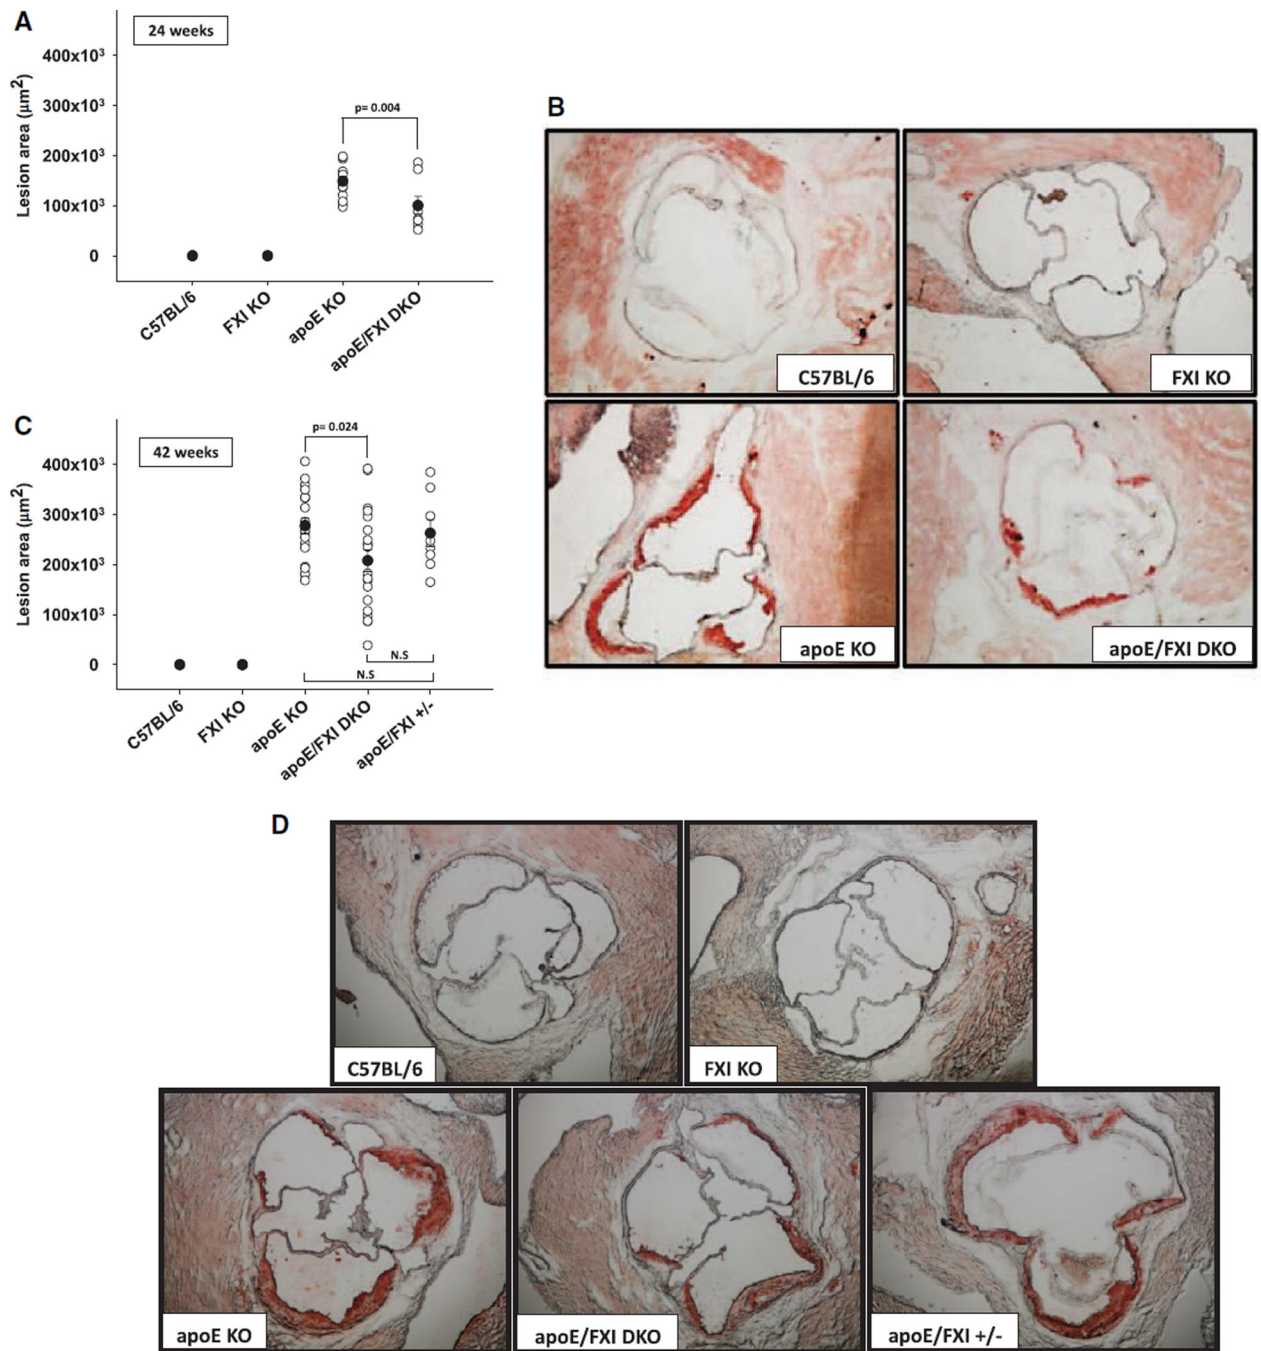 A
24 weeks
Lesion area (µm²)
400x10³
300x10³
200x10³
100x10³
0
p= 0.004
C57BL/6
FXI KO
apoE KO
apoE/FXI DKO
B
C57BL/6
FXI KO
apoE KO
apoE/FXI DKO
C
42 weeks
Lesion area (µm²)
400x10³
300x10³
200x10³
100x10³
0
p= 0.024
N.S
N.S
C57BL/6
FXI KO
apoE KO
apoE/FXI DKO
apoE/FXI +/-
D
C57BL/6
FXI KO
apoE KO
apoE/FXI DKO
apoE/FXI +/-